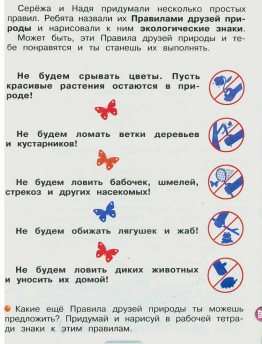 Серёжа и Надя придумали несколько простых
правил. Ребята назвали их Правилами друзей при-
роды и нарисовали к ним экологические знаки.
Может быть, эти Правила друзей природы и те-
бе понравятся и ты станешь их выполнять.
Не будем срывать цветы. Пусть
красивые растения остаются в при-
роде!
Не будем ломать ветки деревьев
и кустарников!
Не будем ловить бабочек, шмелей,
стрекоз и других насекомых!
Не будем обижать лягушек и жаб!
Не будем ловить диких животных
и уносить их домой!
Какие ещё Правила друзей природы ты можешь
предложить? Придумай и нарисуй в рабочей тетра-
ди знаки к этим правилам.